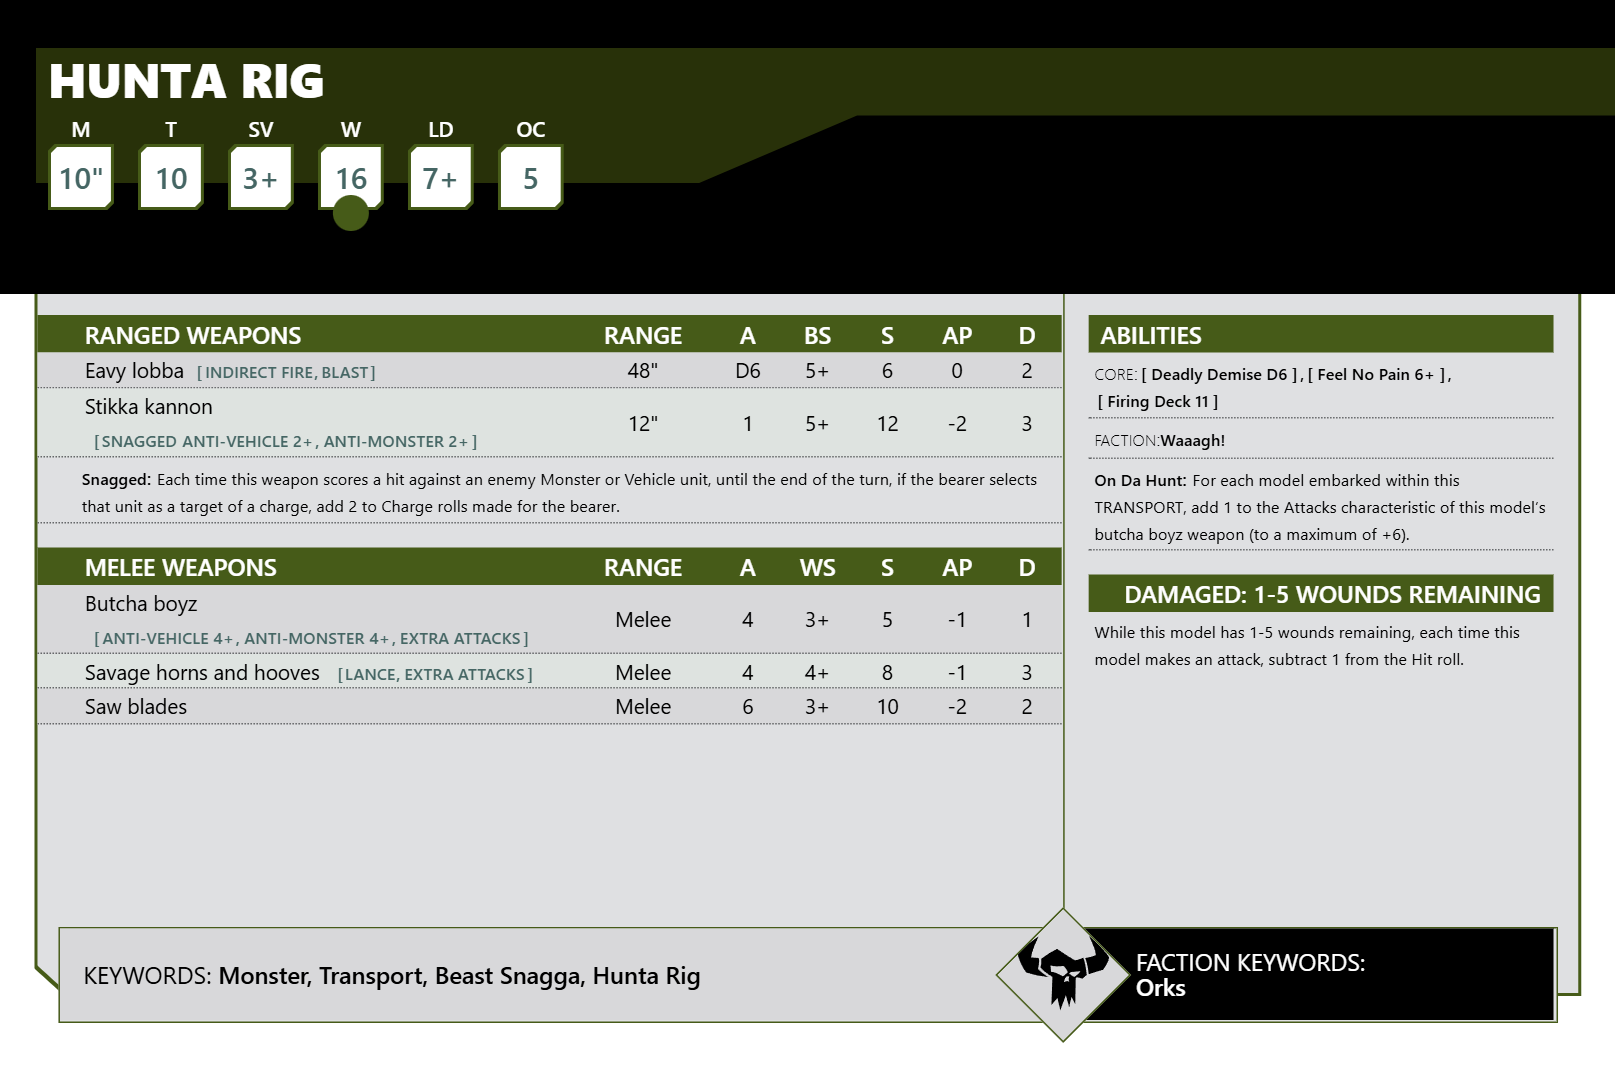 HUNTA RIG
M T SV W LD OC
10" 10 3+ 16 7+ 5
RANGED WEAPONS RANGE A BS S AP D
Eavy lobba [INDIRECT FIRE, BLAST] 48" D6 5+ 6 0 2
Stikka kannon
[SNAGGED ANTI-VEHICLE 2+, ANTI-MONSTER 2+] 12" 1 5+ 12 -2 3
Snagged: Each time this weapon scores a hit against an enemy Monster or Vehicle unit, until the end of the turn, if the bearer selects
that unit as a target of a charge, add 2 to Charge rolls made for the bearer.
MELEE WEAPONS RANGE A WS S AP D
Butcha boyz
[ANTI-VEHICLE 4+, ANTI-MONSTER 4+, EXTRA ATTACKS] Melee 4 3+ 5 -1 1
Savage horns and hooves [LANCE, EXTRA ATTACKS] Melee 4 4+ 8 -1 3
Saw blades Melee 6 3+ 10 -2 2
ABILITIES
CORE: [ Deadly Demise D6 ], [ Feel No Pain 6+ ],
[ Firing Deck 11 ]
FACTION:Waaagh!
On Da Hunt: For each model embarked within this
TRANSPORT, add 1 to the Attacks characteristic of this model's
butcha boyz weapon (to a maximum of +6).
DAMAGED: 1-5 WOUNDS REMAINING
While this model has 1-5 wounds remaining, each time this
model makes an attack, subtract 1 from the Hit roll.
KEYWORDS: Monster, Transport, Beast Snagga, Hunta Rig
FACTION KEYWORDS:
Orks